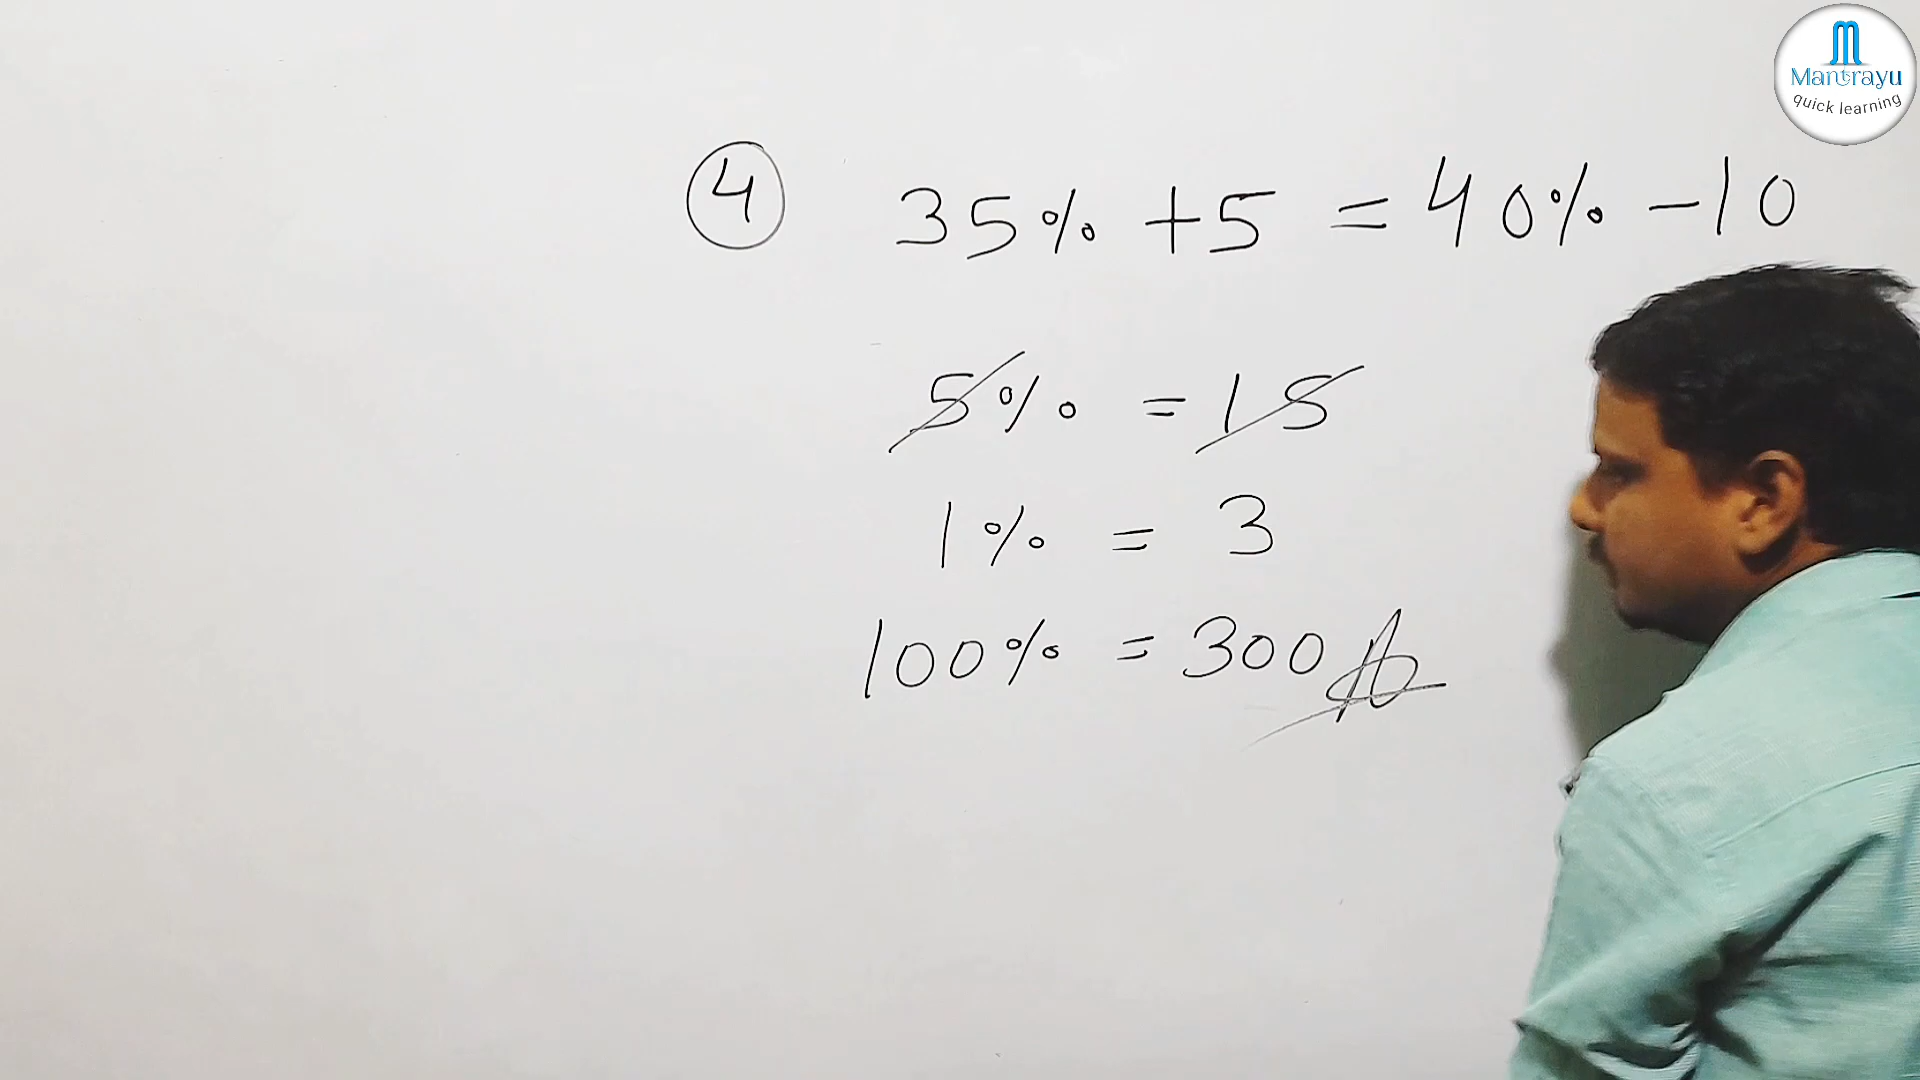 Mantrayu
quick learning
4 35% +5 = 40% -10
5% = 15
1% = 3
100% = 300